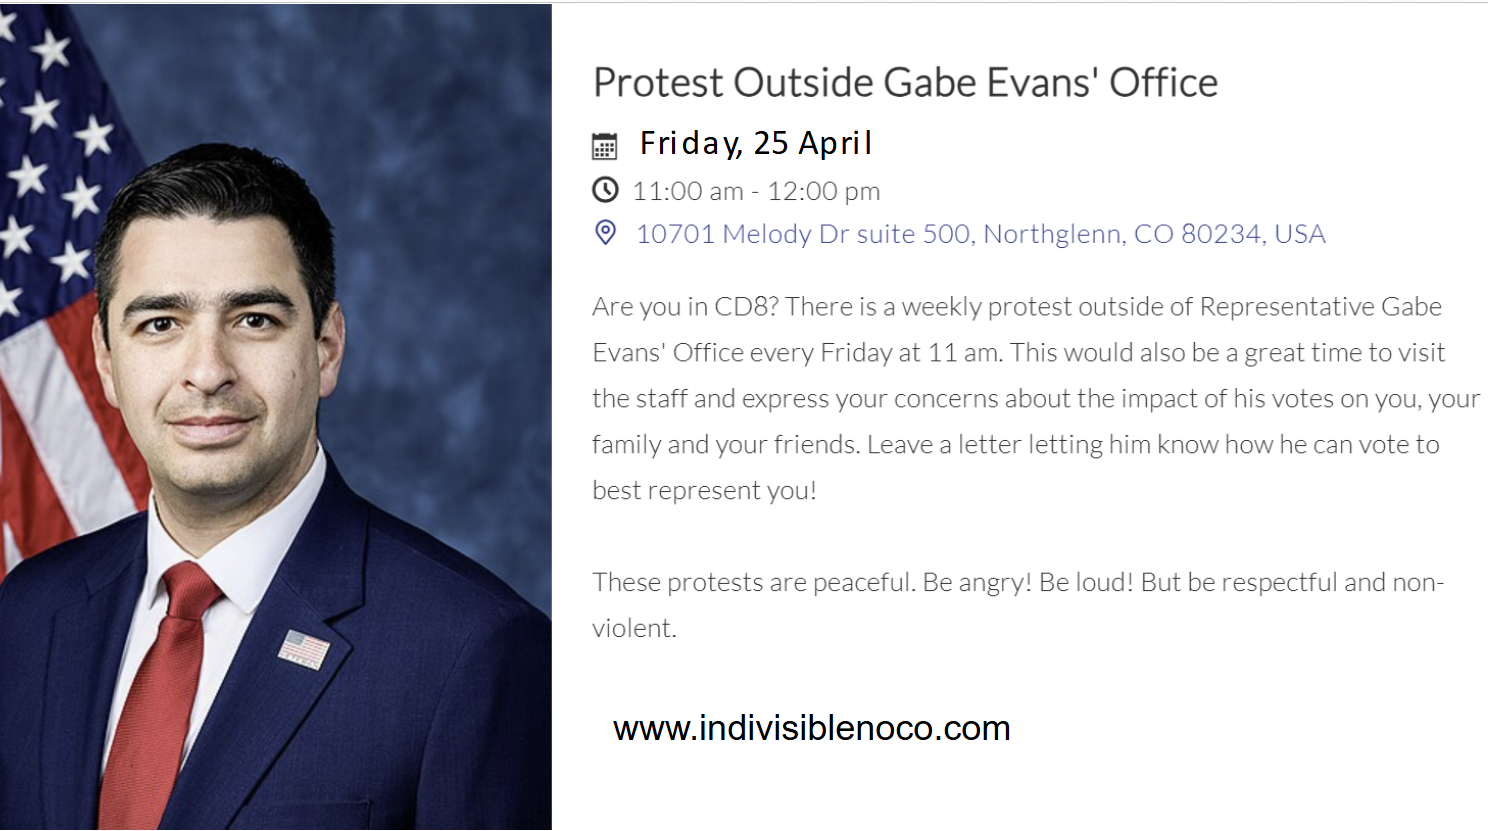 Protest Outside Gabe Evans' Office
Friday, 25 April
11:00 am - 12:00 pm
10701 Melody Dr suite 500, Northglenn, CO 80234, USA
Are you in CD8? There is a weekly protest outside of Representative Gabe
Evans' Office every Friday at 11 am. This would also be a great time to visit
the staff and express your concerns about the impact of his votes on you, your
family and your friends. Leave a letter letting him know how he can vote to
best represent you!
These protests are peaceful. Be angry! Be loud! But be respectful and non-
violent.
www.indivisiblenoco.com